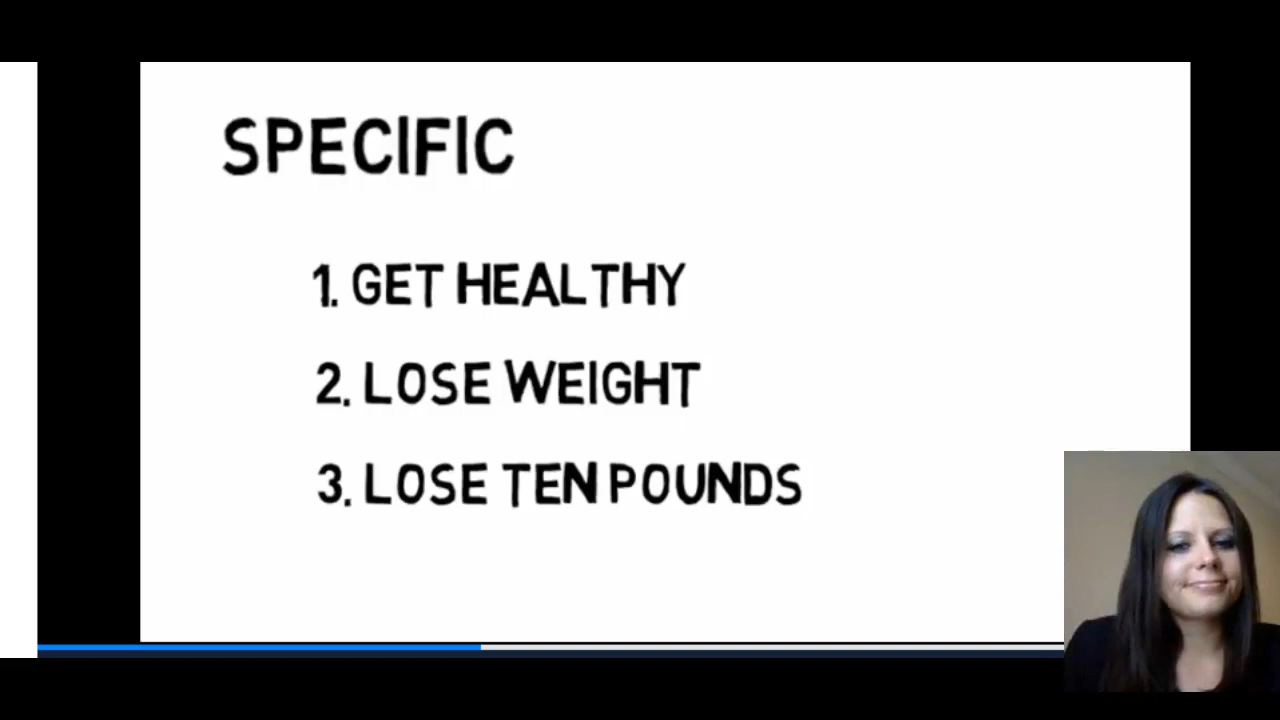 SPECIFIC
1. GET HEALTHY
2. LOSE WEIGHT
3. LOSE TEN POUNDS